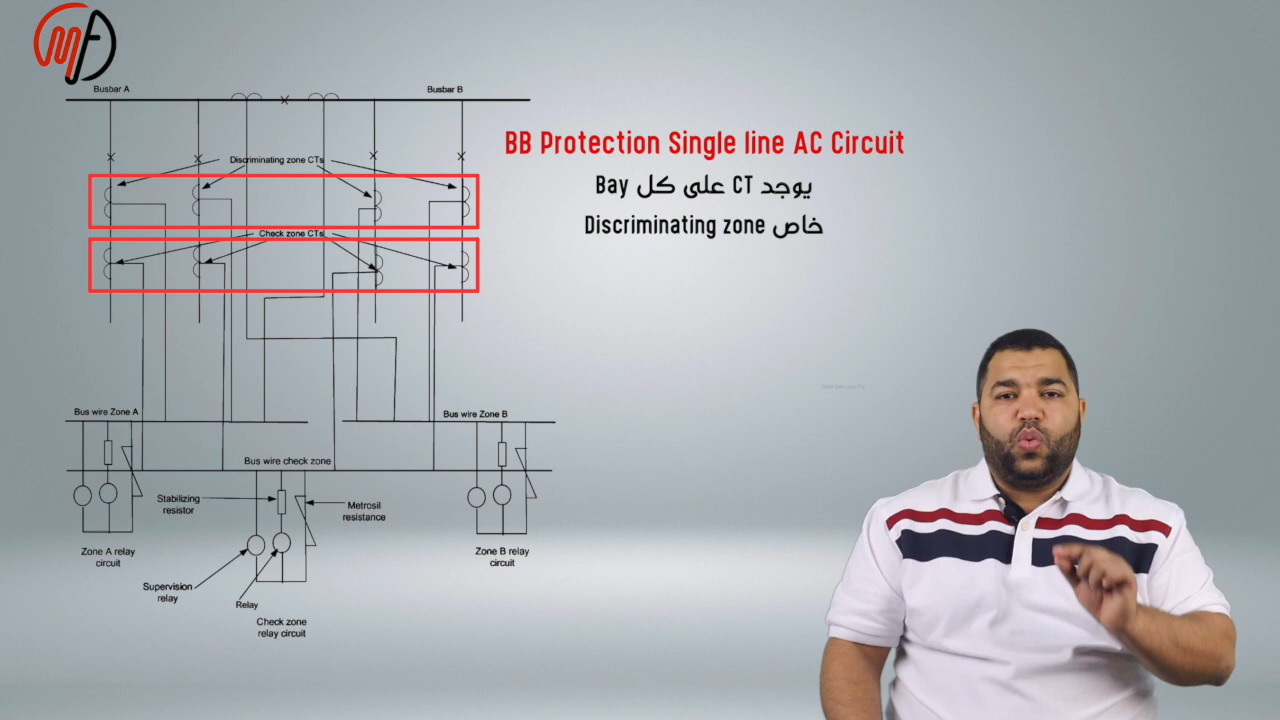 Busbar A
Busbar B
BB Protection Single line AC Circuit
Discriminating zone CTs
يوجد CT على كل Bay
خاص Discriminating zone
Check zone CTs
Bus wire Zone A
Bus wire Zone B
Bus wire check zone
Stabilizing
resistor
Metrosil
resistance
Zone A relay
circuit
Zone B relay
circuit
Supervision
relay
Relay
Check zone
relay circuit